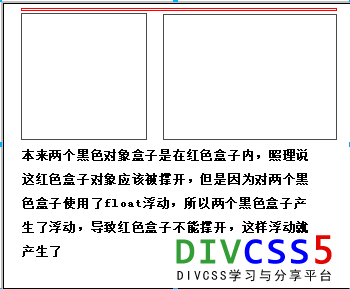 本来两个黑色对象盒子是在红色盒子内，照理说
这红色盒子对象应该被撑开，但是因为对两个黑
色盒子使用了float浮动，所以两个黑色盒子产
生了浮动，导致红色盒子不能撑开，这样浮动就
产生了
DIVCSS5
DIVCSS学习与分享平台